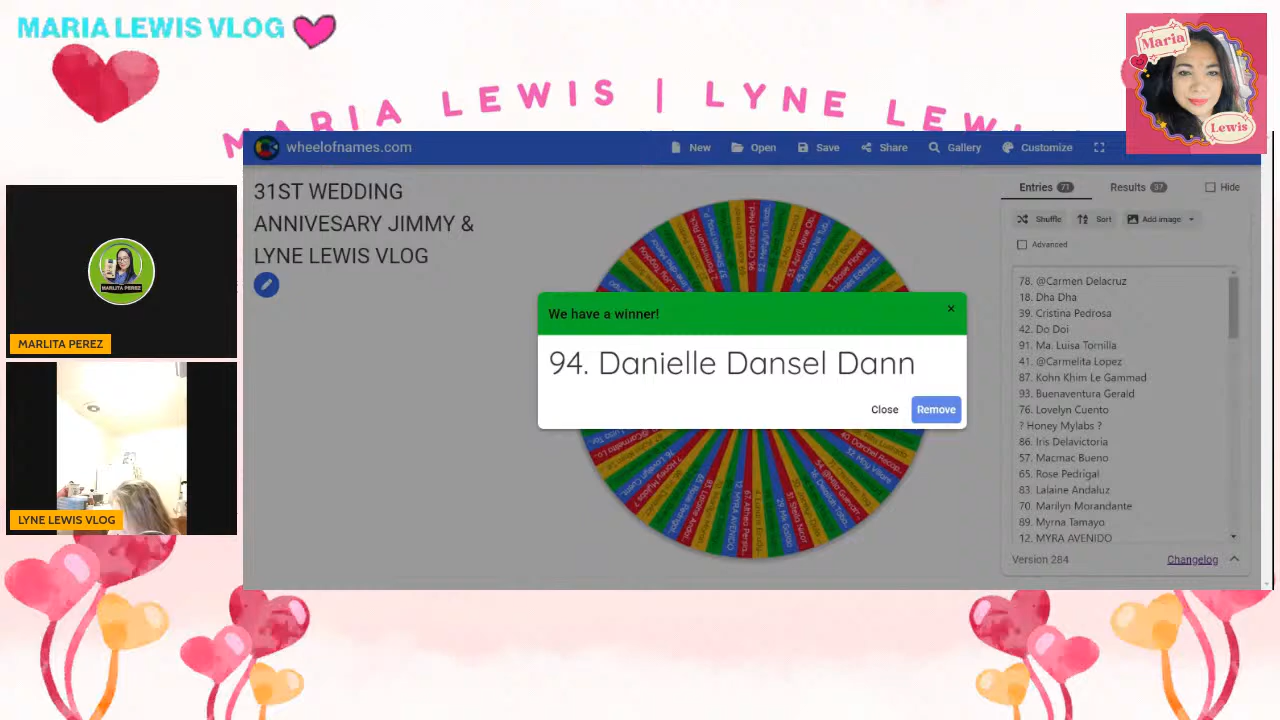 MARIA LEWIS VLOG
Maria
Lewis
MARIA LEWIS | LYNE LEWI
wheelofnames.com
New
Open
Save
Share
Gallery
Customize
31ST WEDDING
ANNIVESARY JIMMY &
LYNE LEWIS VLOG
Entries 71
Results 37
Hide
Shuffle
Sort
Add image
Advanced
78. @Carmen Delacruz
18. Dha Dha
39. Cristina Pedrosa
42. Do Doi
91. Ma. Luisa Tornilla
41. @Carmelita Lopez
87. Kohn Khim Le Gammad
93. Buenaventura Gerald
76. Lovelyn Cuento
? Honey Mylabs ?
86. Iris Delavictoria
57. Macmac Bueno
65. Rose Pedrigal
83. Lalaine Andaluz
70. Marilyn Morandante
89. Myrna Tamayo
12. MYRA AVENIDO
Version 284
Changelog
We have a winner!
×
94. Danielle Dansel Dann
Close
Remove
MARLITA PEREZ
MARLITA PEREZ
LYNE LEWIS VLOG